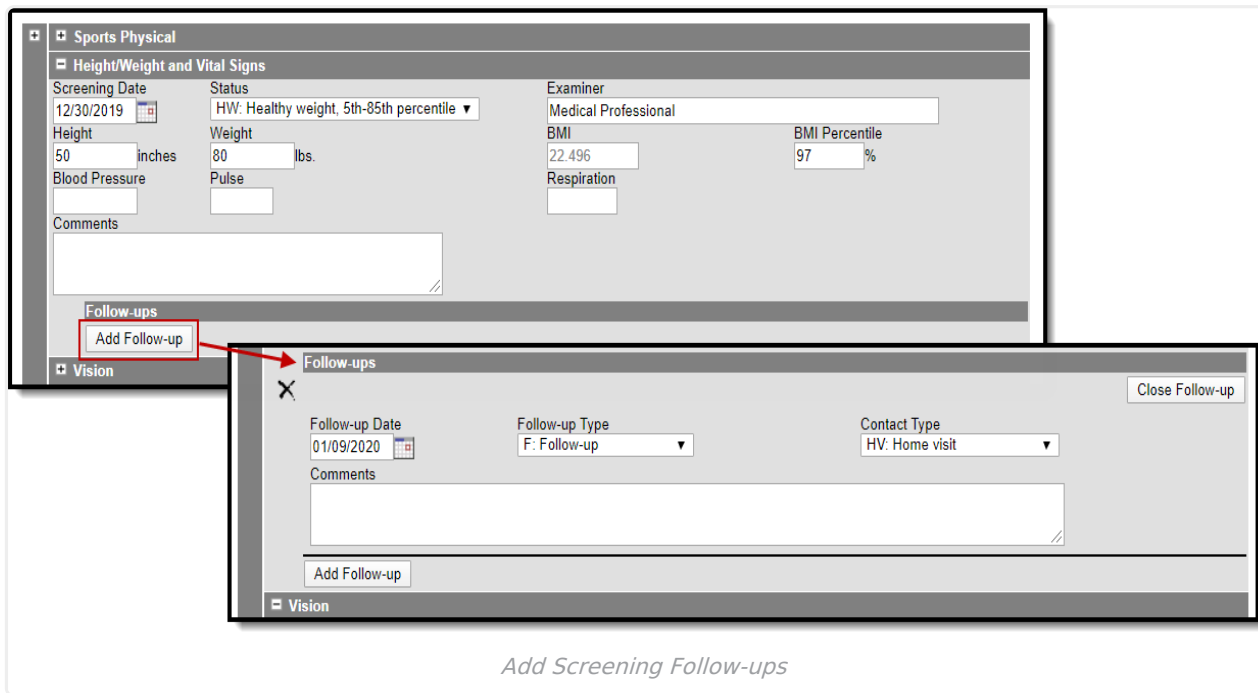 Sports Physical
Height/Weight and Vital Signs
Screening Date Status Examiner
12/30/2019 HW: Healthy weight, 5th-85th percentile Medical Professional
Height Weight BMI BMI Percentile
50 inches 80 lbs. 22.496 97 %
Blood Pressure Pulse Respiration
Comments
Follow-ups
Add Follow-up
Vision
Follow-ups
Close Follow-up
Follow-up Date Follow-up Type Contact Type
01/09/2020 F: Follow-up HV: Home visit
Comments
Add Follow-up
Vision
Add Screening Follow-ups